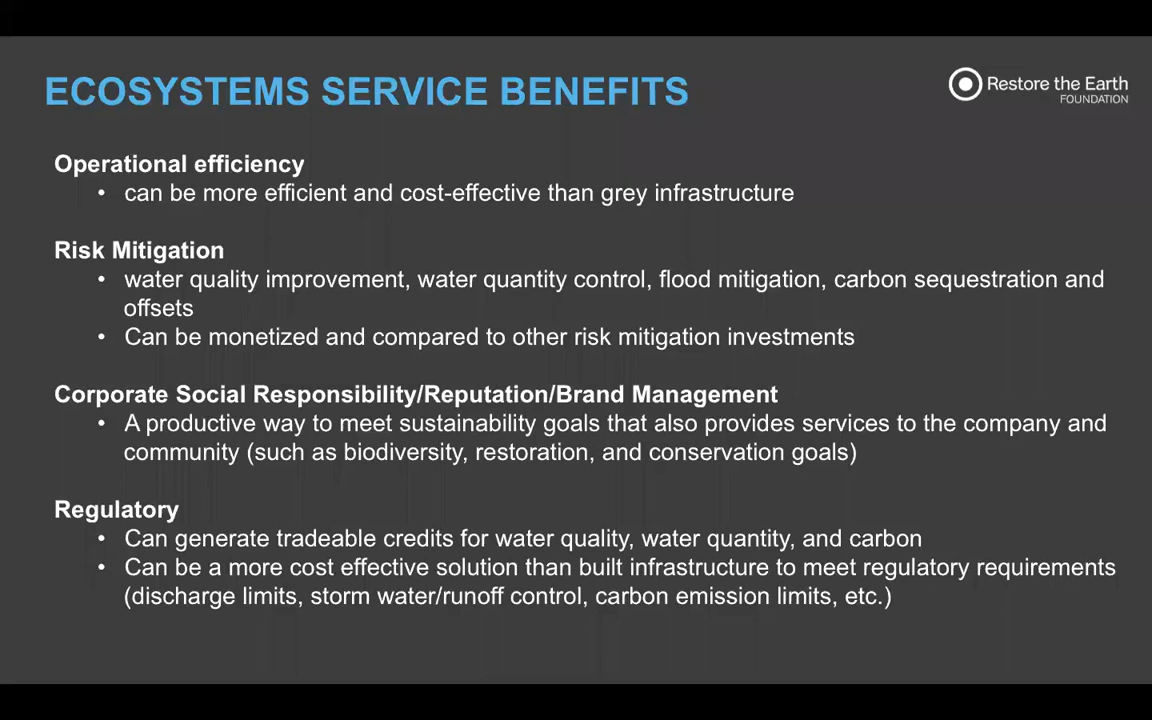 ECOSYSTEMS SERVICE BENEFITS
Restore the Earth
FOUNDATION
Operational efficiency
• can be more efficient and cost-effective than grey infrastructure
Risk Mitigation
• water quality improvement, water quantity control, flood mitigation, carbon sequestration and
offsets
• Can be monetized and compared to other risk mitigation investments
Corporate Social Responsibility/Reputation/Brand Management
• A productive way to meet sustainability goals that also provides services to the company and
community (such as biodiversity, restoration, and conservation goals)
Regulatory
• Can generate tradeable credits for water quality, water quantity, and carbon
• Can be a more cost effective solution than built infrastructure to meet regulatory requirements
(discharge limits, storm water/runoff control, carbon emission limits, etc.)